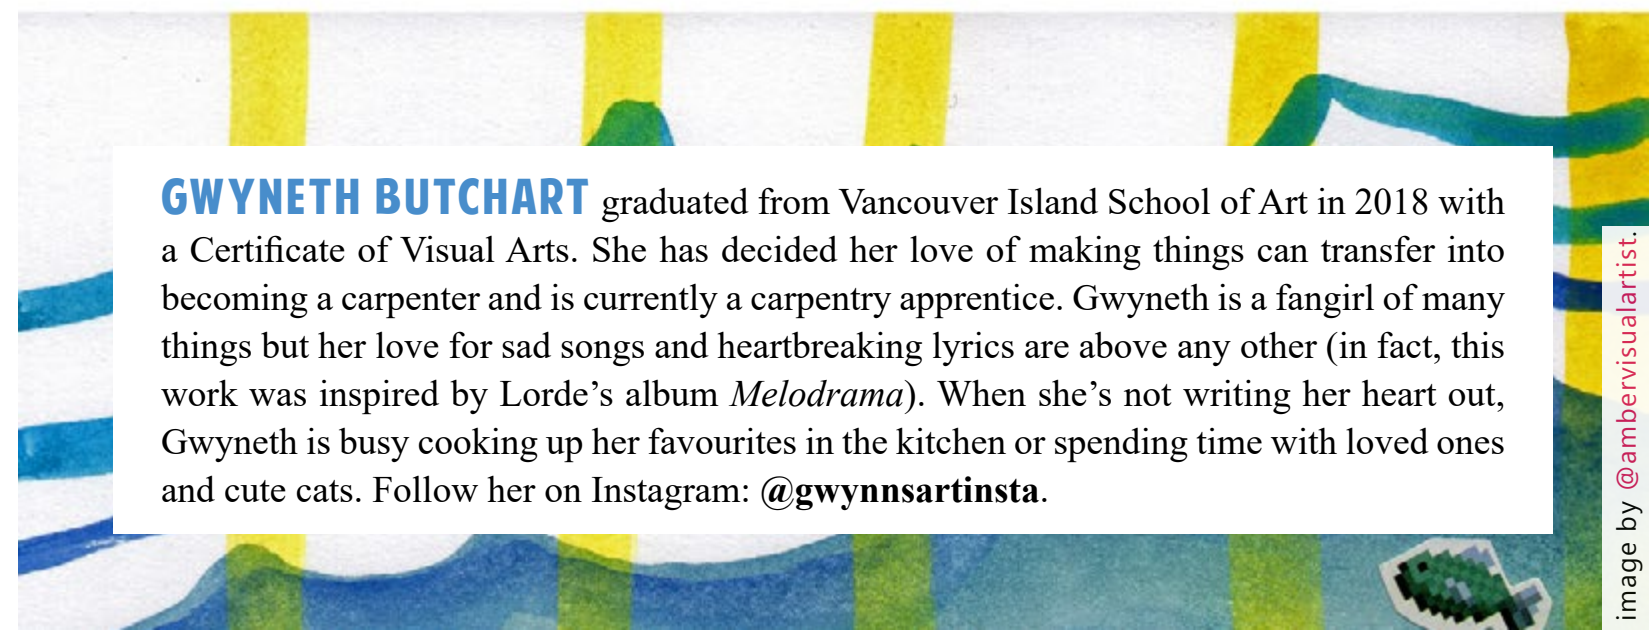 GWYNETH BUTCHART graduated from Vancouver Island School of Art in 2018 with
a Certificate of Visual Arts. She has decided her love of making things can transfer into
becoming a carpenter and is currently a carpentry apprentice. Gwyneth is a fangirl of many
things but her love for sad songs and heartbreaking lyrics are above any other (in fact, this
work was inspired by Lorde’s album Melodrama). When she’s not writing her heart out,
Gwyneth is busy cooking up her favourites in the kitchen or spending time with loved ones
and cute cats. Follow her on Instagram: @gwynnsartinsta.
image by @ambervisualartist.